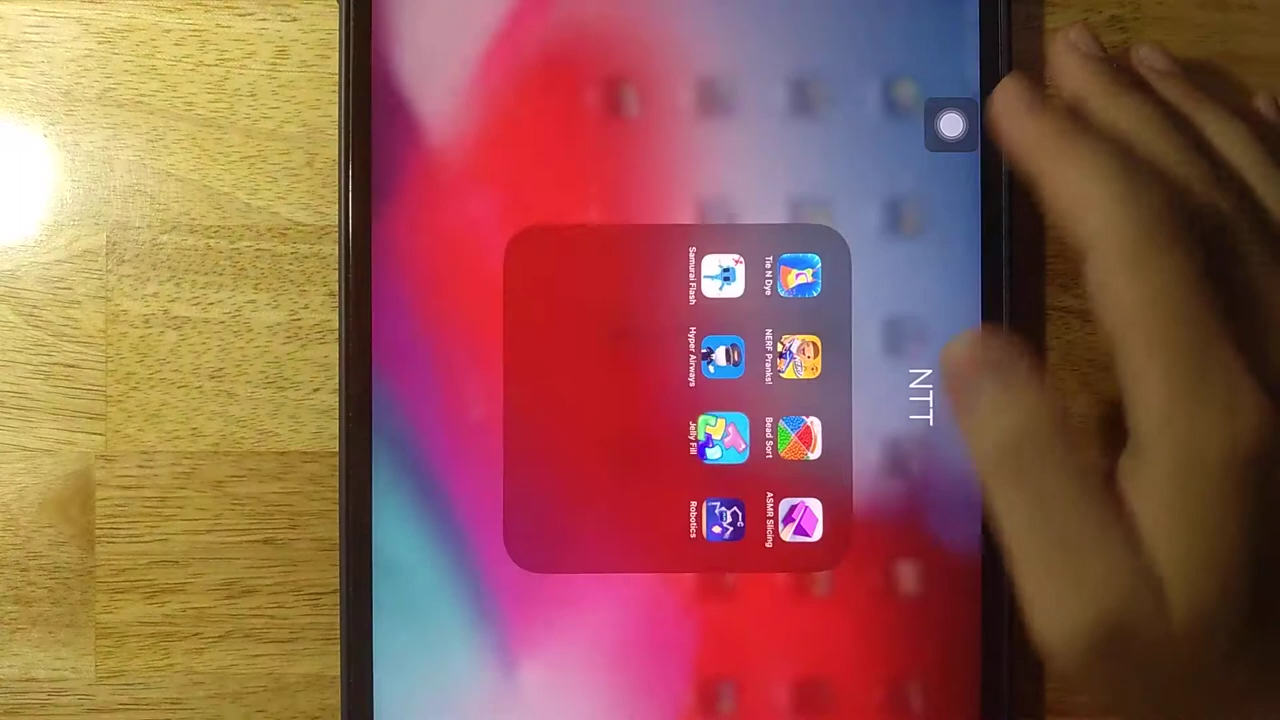 NTT
Tie N Dye
NERF Pranks!
Bead Sort
ASMR Slicing
Samurai Flash
Hyper Airways
Jelly Fill
Robotics